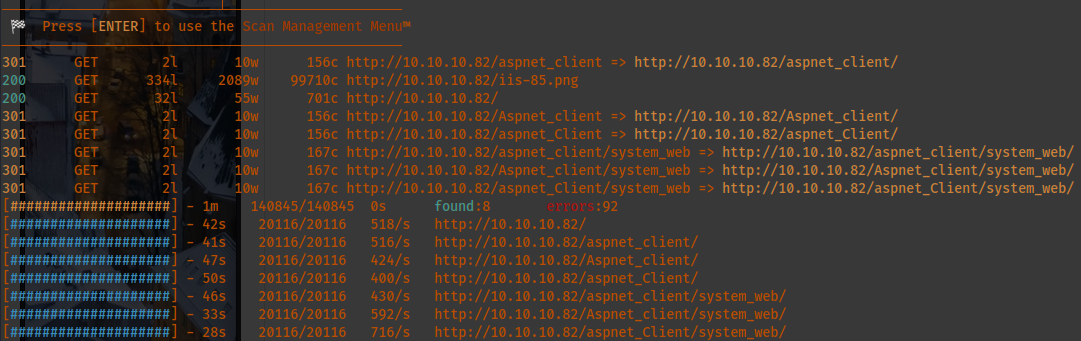 🏁 Press [ENTER] to use the Scan Management Menu™
301 GET 2l 10w 156c http://10.10.10.82/aspnet_client => http://10.10.10.82/aspnet_client/
200 GET 334l 2089w 99710c http://10.10.10.82/iis-85.png
200 GET 32l 55w 701c http://10.10.10.82/
301 GET 2l 10w 156c http://10.10.10.82/Aspnet_client => http://10.10.10.82/Aspnet_client/
301 GET 2l 10w 156c http://10.10.10.82/aspnet_Client => http://10.10.10.82/aspnet_Client/
301 GET 2l 10w 167c http://10.10.10.82/aspnet_client/system_web => http://10.10.10.82/aspnet_client/system_web/
301 GET 2l 10w 167c http://10.10.10.82/Aspnet_client/system_web => http://10.10.10.82/Aspnet_client/system_web/
301 GET 2l 10w 167c http://10.10.10.82/aspnet_Client/system_web => http://10.10.10.82/aspnet_Client/system_web/
[####################] - 1m 140845/140845 0s found:8 errors:92
[####################] - 42s 20116/20116 518/s http://10.10.10.82/
[####################] - 41s 20116/20116 516/s http://10.10.10.82/aspnet_client/
[####################] - 47s 20116/20116 424/s http://10.10.10.82/Aspnet_client/
[####################] - 50s 20116/20116 400/s http://10.10.10.82/aspnet_Client/
[####################] - 46s 20116/20116 430/s http://10.10.10.82/aspnet_client/system_web/
[####################] - 33s 20116/20116 592/s http://10.10.10.82/Aspnet_client/system_web/
[####################] - 28s 20116/20116 716/s http://10.10.10.82/aspnet_Client/system_web/